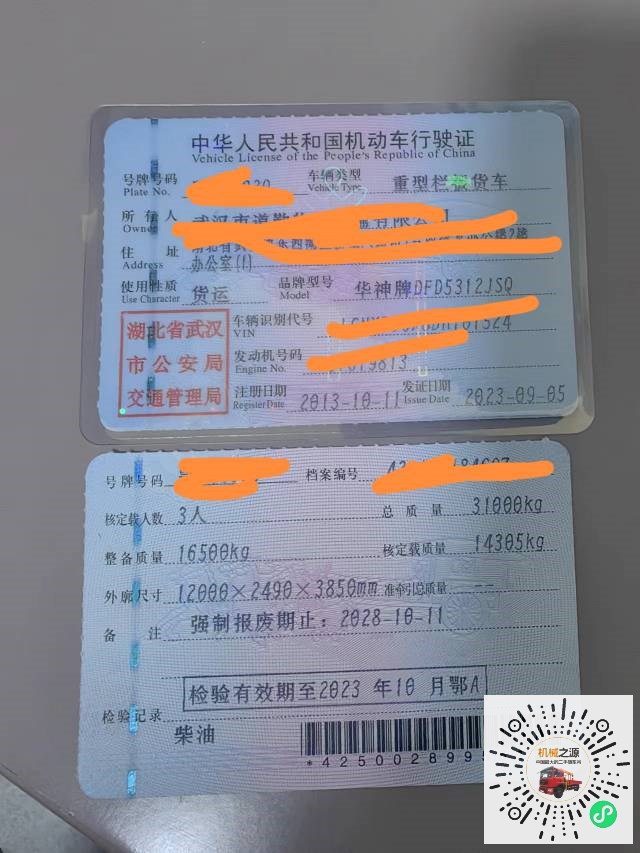 中华人民共和国机动车行驶证
Vehicle License of the People's Republic of China
号牌号码
Plate No.
车辆类型
Vehicle Type
重型栏板货车
所有人
Owner
武汉市道
有限公司
住址
Address
办公室(1)
使用性质
Use Character
货运
品牌型号
Model
华神牌DFD5312JSQ
湖北省武汉
市公安局
交通管理局
车辆识别代号
VIN
发动机号码
Engine No.
注册日期
Register Date
2013-10-11
发证日期
Issue Date
2023-09-05
号牌号码
档案编号
核定载人数
3人
总质量
31000kg
整备质量
16500kg
核定载质量
14305kg
外廓尺寸
12000×2490×3850mm
准牵引总质量
--
备注
强制报废期止：2028-10-11
检验记录
检验有效期至2023 年10 月鄂A
柴油
*425002899
机械之源